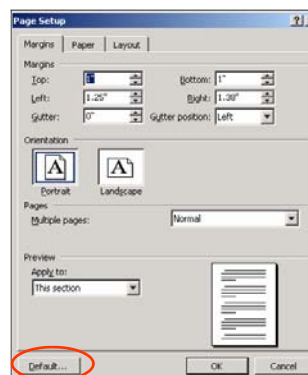 Page Setup
Margins Paper Layout
Margins
Top: 1" Bottom: 1"
Left: 1.25" Right: 1.38"
Gutter: 0" Gutter position: Left
Orientation
A A
Portrait Landscape
Pages
Multiple pages: Normal
Preview
Apply to:
This section
Default... OK Cancel